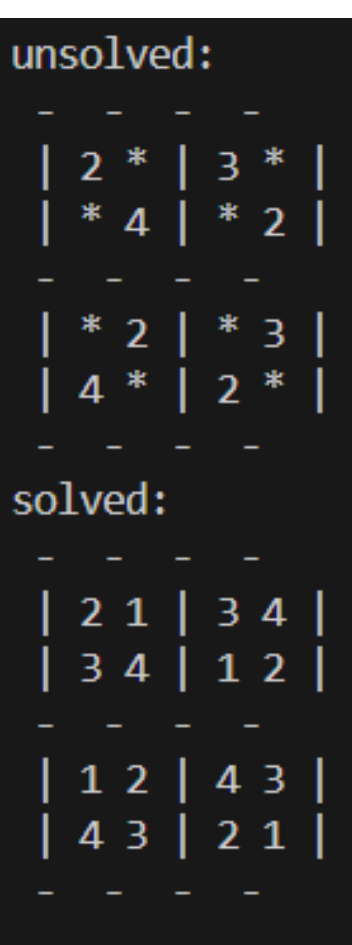 unsolved:
- - - -
| 2 * | 3 * |
| * 4 | * 2 |
- - - -
| * 2 | * 3 |
| 4 * | 2 * |
- - - -
solved:
- - - -
| 2 1 | 3 4 |
| 3 4 | 1 2 |
- - - -
| 1 2 | 4 3 |
| 4 3 | 2 1 |
- - - -